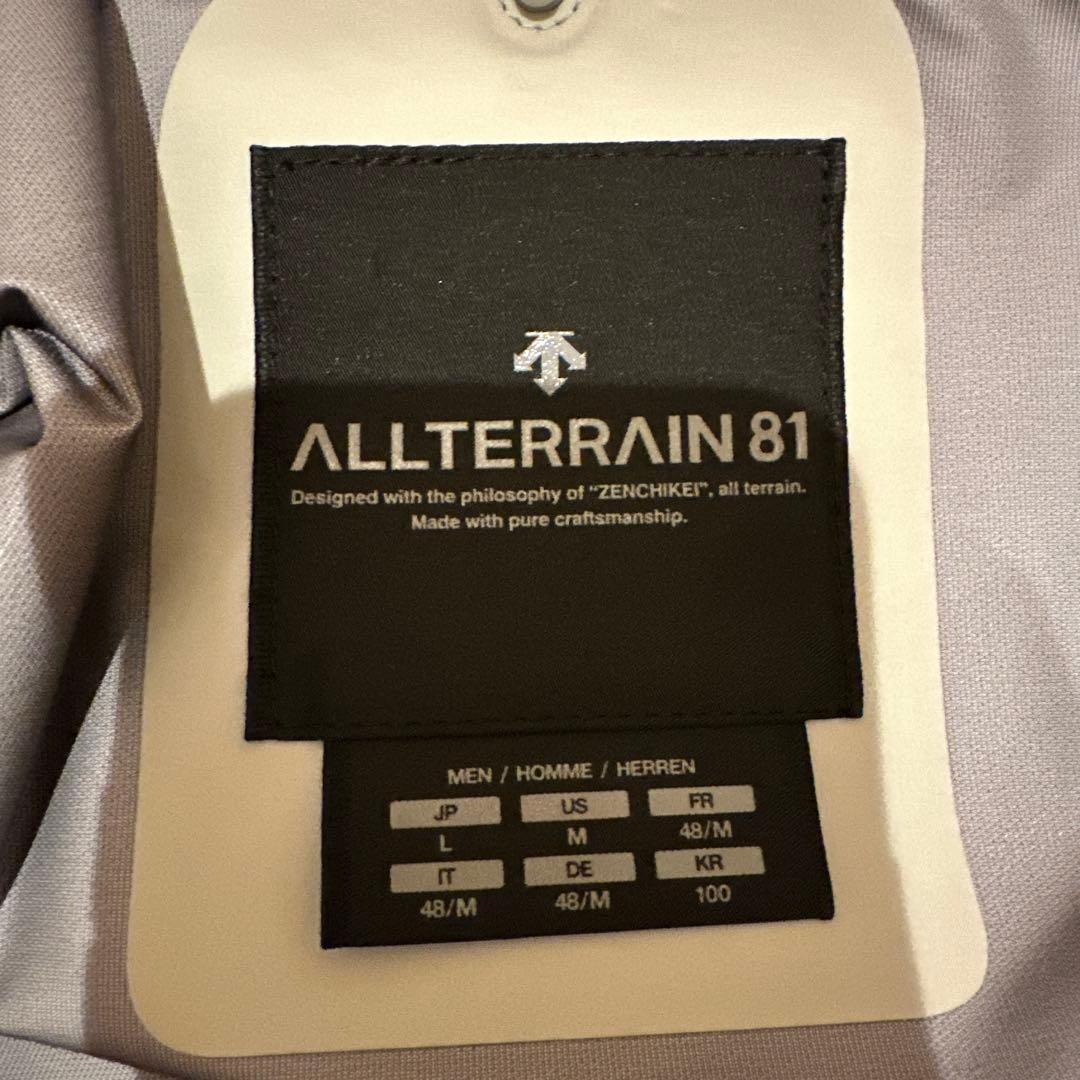 ALLTERRAIN 81
Designed with the philosophy of "ZENCHIKEI", all terrain.
Made with pure craftsmanship.
MEN / HOMME / HERREN
JP US FR
L M 48/M
IT DE KR
48/M 48/M 100